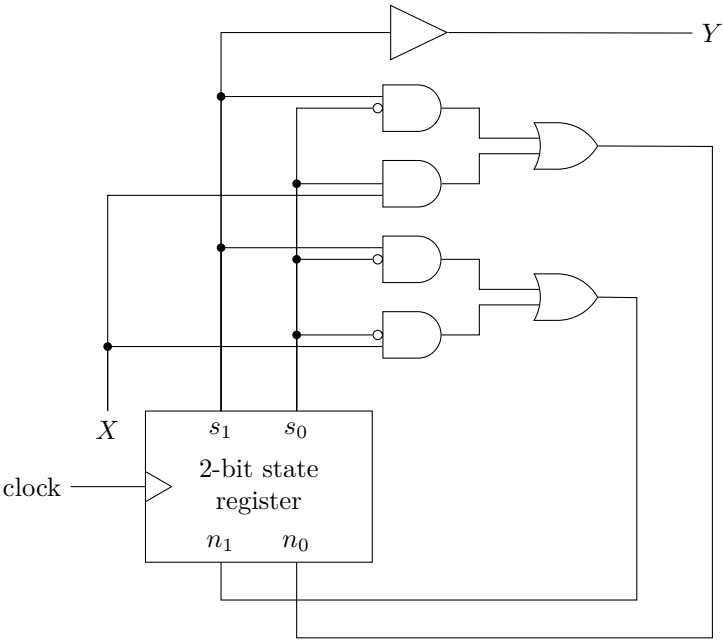 Y
X
s₁ s₀
2-bit state
register
clock
n₁ n₀